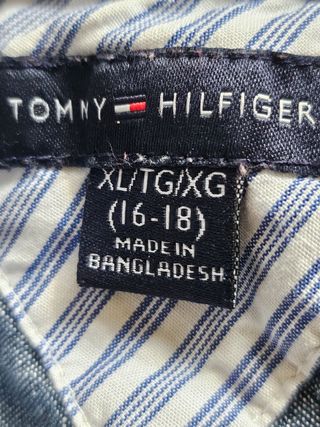 TOMMY HILFIGER
XL/TG/XG
(16-18)
MADE IN
BANGLADESH